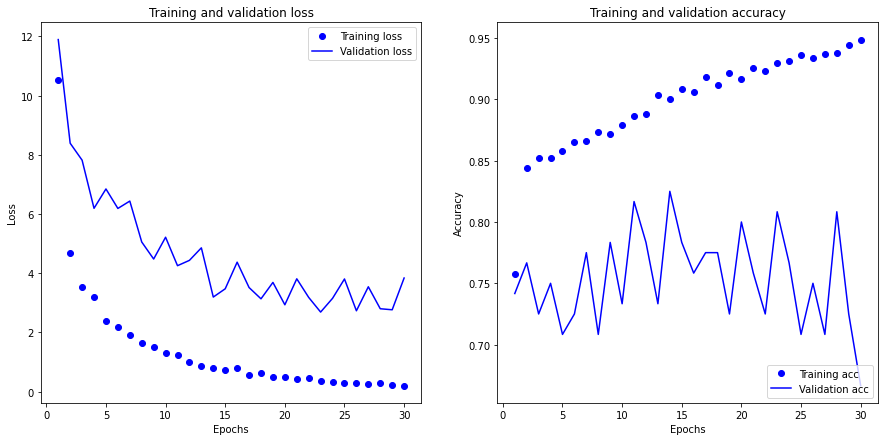 Training and validation loss
Training loss
Validation loss
Loss
12
10
8
6
4
2
0
0
5
10
15
20
25
30
Epochs
Training and validation accuracy
Accuracy
0.95
0.90
0.85
0.80
0.75
0.70
0
5
10
15
20
25
30
Training acc
Validation acc
Epochs